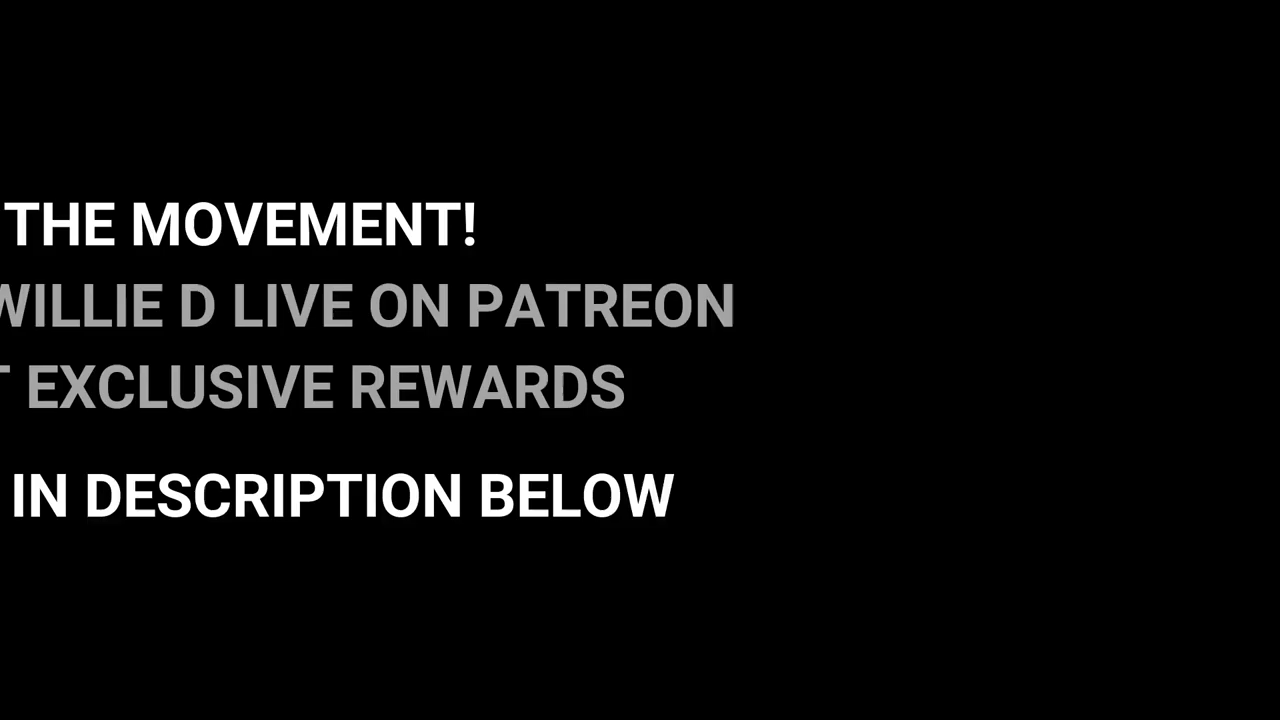 THE MOVEMENT!
WILLIE D LIVE ON PATREON
EXCLUSIVE REWARDS
IN DESCRIPTION BELOW